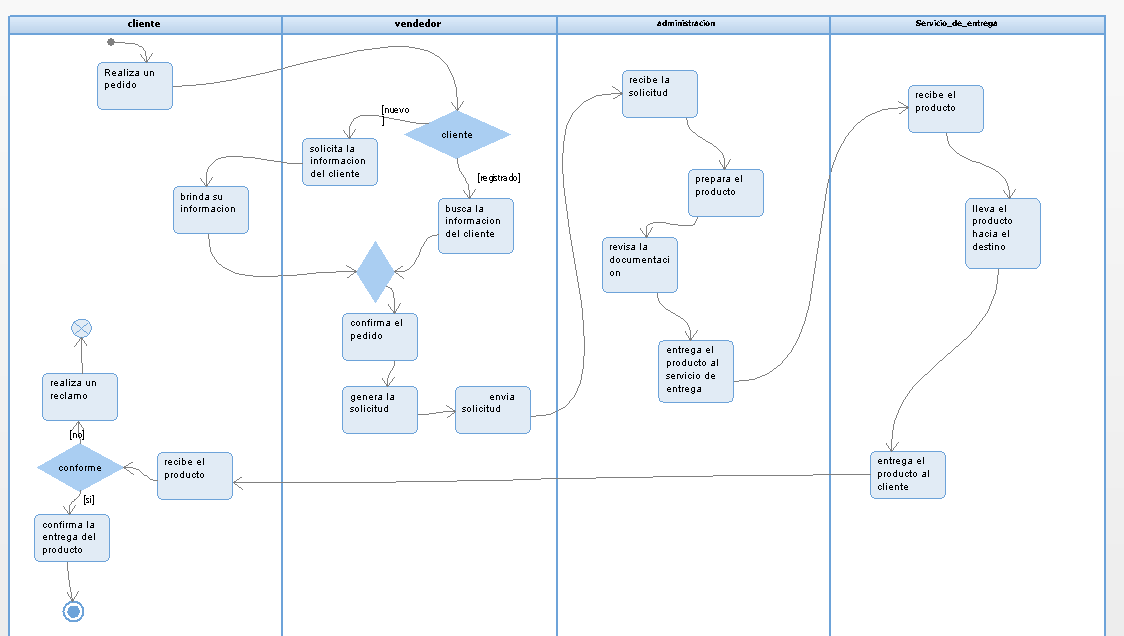 cliente
vendedor
administracion
Servicio_de_entrega
Realiza un
pedido
[nuevo
]
cliente
solicita la
informacion
del cliente
[registrado]
brinda su
informacion
busca la
informacion
del cliente
confirma el
pedido
genera la
solicitud
envia
solicitud
recibe la
solicitud
prepara el
producto
revisa la
documentaci
on
entrega el
producto al
servicio de
entrega
recibe el
producto
lleva el
producto
hacia el
destino
entrega el
producto al
cliente
recibe el
producto
conforme
[no]
realiza un
reclamo
[si]
confirma la
entrega del
producto